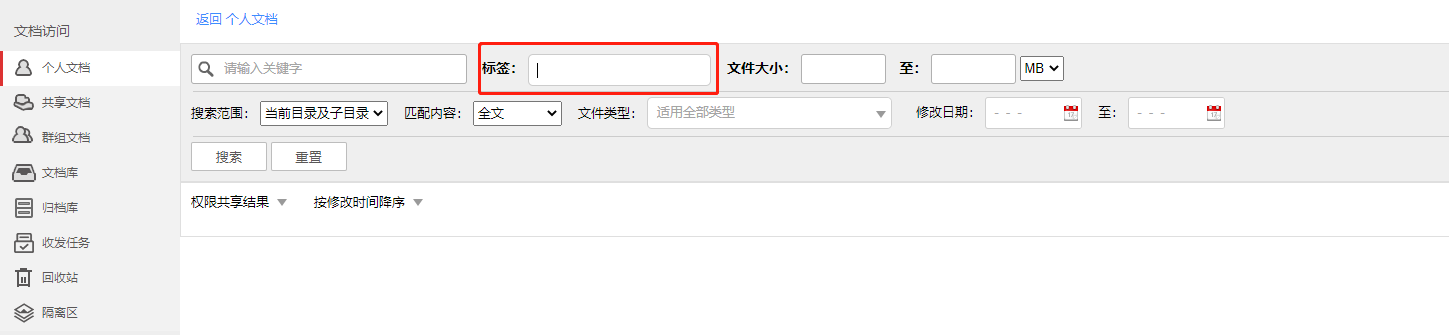 文档访问
个人文档
共享文档
群组文档
文档库
归档库
收发任务
回收站
隔离区
返回 个人文档
请输入关键字 标签： 文件大小： 至： MB
搜索范围： 当前目录及子目录 匹配内容： 全文 文件类型： 适用全部类型 修改日期： - - - 至： - - -
搜索 重置
权限共享结果 按修改时间降序